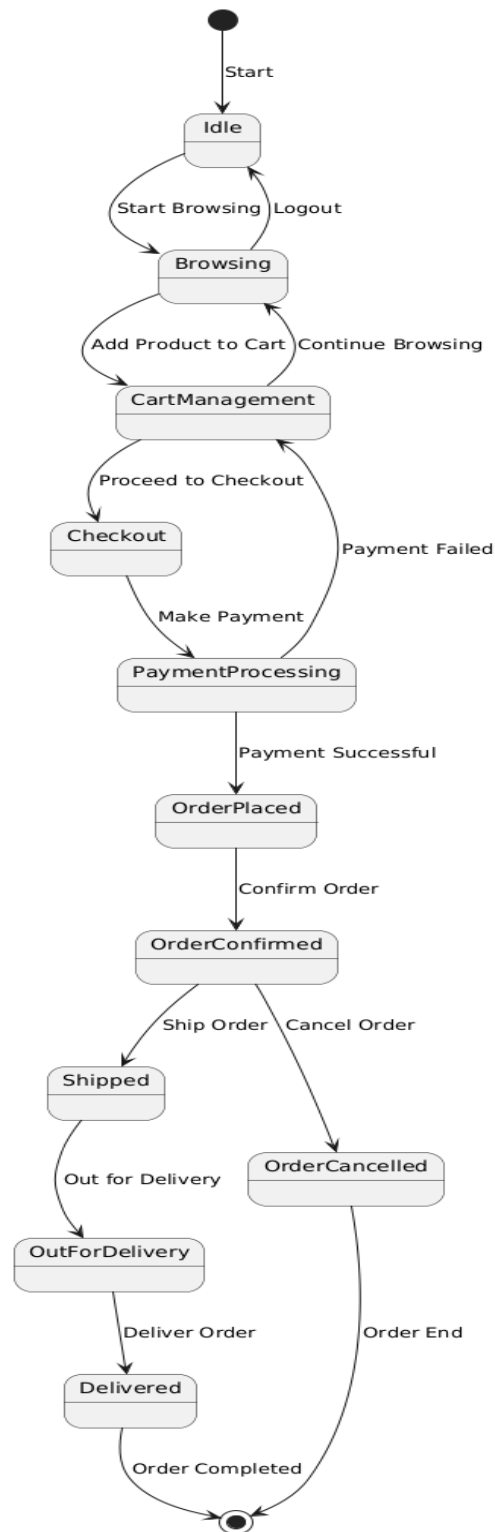 Start
Idle
Start Browsing
Logout
Browsing
Add Product to Cart
Continue Browsing
CartManagement
Proceed to Checkout
Checkout
Payment Failed
Make Payment
PaymentProcessing
Payment Successful
OrderPlaced
Confirm Order
OrderConfirmed
Ship Order
Cancel Order
Shipped
OrderCancelled
Out for Delivery
OutForDelivery
Deliver Order
Order End
Delivered
Order Completed